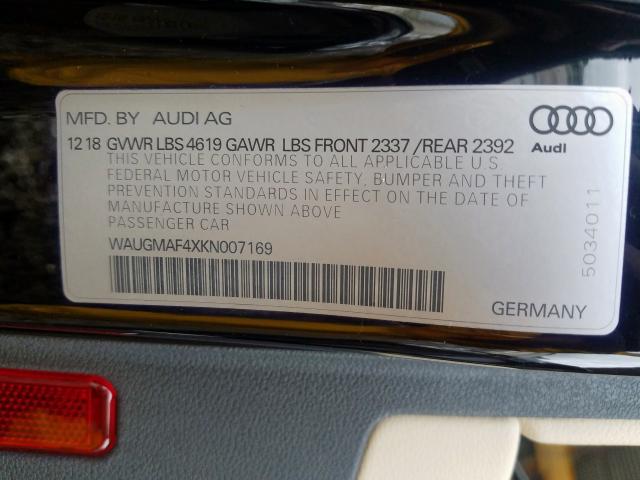 MFD. BY AUDI AG
12 18 GVWR LBS 4619 GAWR LBS FRONT 2337 /REAR 2392
Audi
THIS VEHICLE CONFORMS TO ALL APPLICABLE U.S
FEDERAL MOTOR VEHICLE SAFETY, BUMPER AND THEFT
PREVENTION STANDARDS IN EFFECT ON THE DATE OF
MANUFACTURE SHOWN ABOVE
PASSENGER CAR
WAUGMAF4XKN007169
5034011
GERMANY